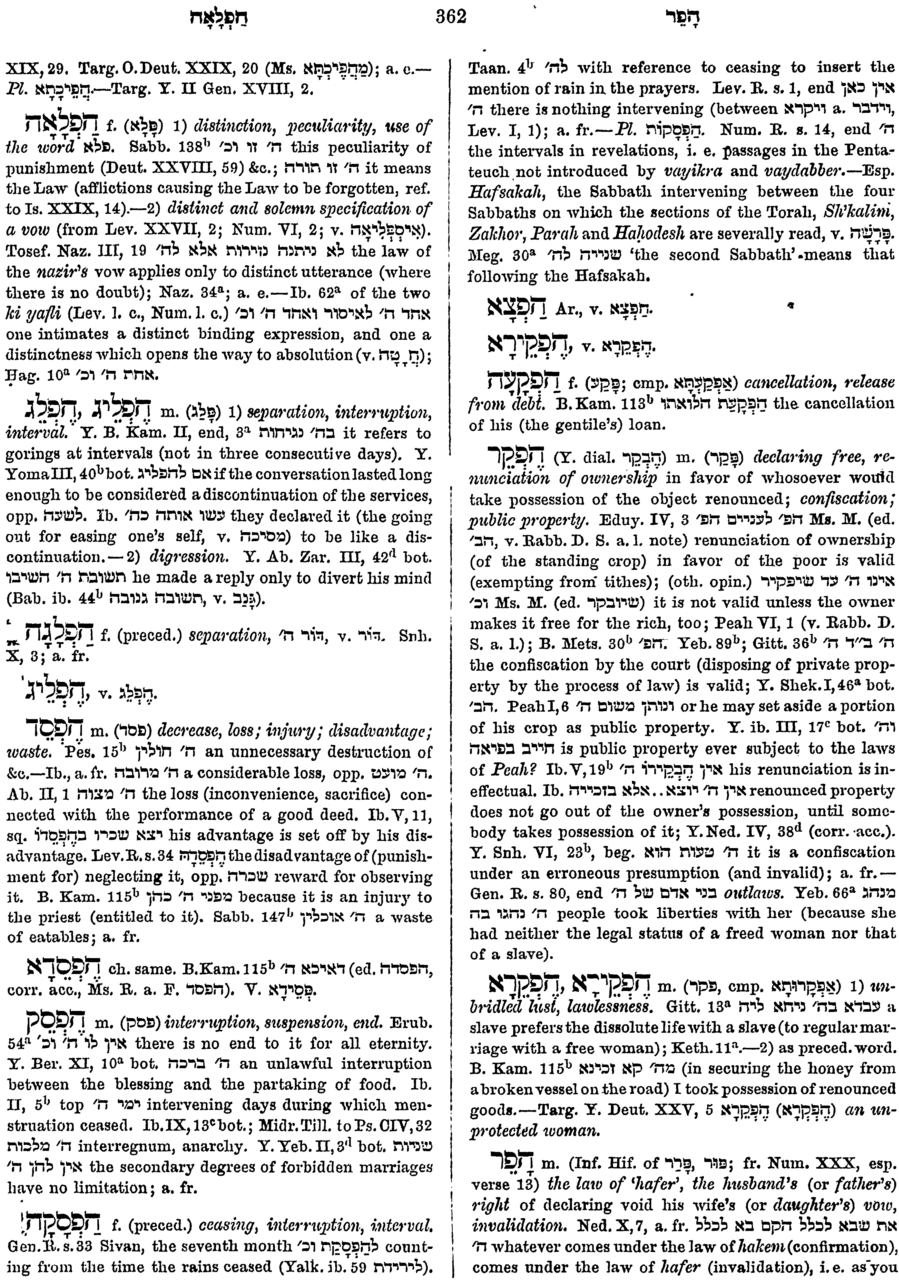 חַפְלָאָה
362
הָפֵר
XIX, 29. Targ. O. Deut. XXIX, 20 (Ms. מַהֲפֵיכְתָּא); a. e.—
Pl. הֲפֵיכָתָא.—Targ. Y. II Gen. XVIII, 2.
הַפְלָאָה f. (פָּלָא) 1) distinction, peculiarity, use of
the word פלא. Sabb. 138ᵇ ה' זו וכ' this peculiarity of
punishment (Deut. XXVIII, 59) &c.; ה' זו תורה it means
the Law (afflictions causing the Law to be forgotten, ref.
to Is. XXIX, 14).—2) distinct and solemn specification of
a vow (from Lev. XXVII, 2; Num. VI, 2; v. אִיסְפְּלִיאָה).
Tosef. Naz. III, 19 לא ניתנה נזירות אלא לה' the law of
the nazir's vow applies only to distinct utterance (where
there is no doubt); Naz. 34ᵃ; a. e.—Ib. 62ᵃ of the two
ki yafli (Lev. l. c., Num. l. c.) אחד ה' לאיסור ואחד ה' וכ'
one intimates a distinct binding expression, and one a
distinctness which opens the way to absolution (v.
Ḥag. 10ᵃ אחת ה' וכ'.
הַפְלֵיג, הַפְלֵג m. (פָּלַג) 1) separation, interruption,
interval. Y. B. Kam. II, end, 3ᵃ בה' נגיחות it refers to
gorings at intervals (not in three consecutive days). Y.
Yoma III, 40ᵇ bot. אם להפליג if the conversation lasted long
enough to be considered a discontinuation of the services,
opp. לשעה. Ib. עשו אותה כה' they declared it (the going
out for easing one's self, v. מסיכה) to be like a dis-
continuation.—2) digression. Y. Ab. Zar. III, 42ᵈ bot.
תשובת ה' השיבו he made a reply only to divert his mind
(Bab. ib. 44ᵇ תשובה גנובה, v. גָּנַב).
הַפְלָגָה f. (preced.) separation, דּוֹר ה', v. דּוֹר. Snh.
X, 3; a. fr.
הַפְלֵיג, v. הַפְלֵג.
הֶפְסֵד m. (פסד) decrease, loss; injury; disadvantage;
waste. Pes. 15ᵇ ה' חולין an unnecessary destruction of
&c.—Ib., a. fr. ה' מרובה a considerable loss, opp. ה' מועט.
Ab. II, 1 ה' מצוה the loss (inconvenience, sacrifice) con-
nected with the performance of a good deed. Ib. V, 11,
sq. יצא שכרו בהֶפְסֵדוֹ his advantage is set off by his dis-
advantage. Lev. R. s. 34 הֶפְסֵדָהּ the disadvantage of (punish-
ment for) neglecting it, opp. שכרה reward for observing
it. B. Kam. 115ᵇ מפני ה' כהן because it is an injury to
the priest (entitled to it). Sabb. 147ᵇ ה' אוכלין a waste
of eatables; a. fr.
הֶפְסֵדָא ch. same. B. Kam. 115ᵇ דאיכא ה' (ed. הפסדה,
corr. acc., Ms. R. a. F. הפסד). V. פְּסֵידָא.
הֶפְסֵק m. (פסק) interruption, suspension, end. Erub.
54ᵃ אין לו ה' וכ' there is no end to it for all eternity.
Y. Ber. XI, 10ᵃ bot. ה' ברכה an unlawful interruption
between the blessing and the partaking of food. Ib.
II, 5ᵇ top ימי ה' intervening days during which men-
struation ceased. Ib. IX, 13ᶜ bot.; Midr. Till. to Ps. CIV, 32
ה' מלכות interregnum, anarchy. Y. Yeb. II, 3ᵈ bot. שניות
אין להן ה' the secondary degrees of forbidden marriages
have no limitation; a. fr.
הַפְסָקָה f. (preced.) ceasing, interruption, interval.
Gen. R. s. 33 Sivan, the seventh month להַפְסָקַת וכ' count-
ing from the time the rains ceased (Yalk. ib. 59 לירידת).
Taan. 4ᵇ לה' with reference to ceasing to insert the
mention of rain in the prayers. Lev. R. s. 1, end אין כאן
ה' there is nothing intervening (between ויקרא a. וידבר,
Lev. I, 1); a. fr.—Pl. הַפְסָקוֹת. Num. R. s. 14, end ה'
the intervals in revelations, i. e. passages in the Penta-
teuch not introduced by vayikra and vaydabber.—Esp.
Hafsakah, the Sabbath intervening between the four
Sabbaths on which the sections of the Torah, Sh'kalim,
Zakhor, Parah and Haḥodesh are severally read, v. פָּרָשָׁה.
Meg. 30ᵃ שנייה לה' 'the second Sabbath' means that
following the Hafsakah.
הַפְצָא Ar., v. חַפְצָא.
הֶפְקֵירָא, v. הֶפְקֵרָא.
הַפְקָעָה f. (פָּקַע; cmp. אַפְקַעְתָּא) cancellation, release
from debt. B. Kam. 113ᵇ הַפְקָעַת הלואתו the cancellation
of his (the gentile's) loan.
הֶפְקֵר (Y. dial. הֶבְקֵר) m. (פָּקַר) declaring free, re-
nunciation of ownership in favor of whosoever would
take possession of the object renounced; confiscation;
public property. Eduy. IV, 3 הפ' לעניים הפ' Ms. M. (ed.
הב', v. Rabb. D. S. a. l. note) renunciation of ownership
(of the standing crop) in favor of the poor is valid
(exempting from tithes); (oth. opin.) אינו ה' עד שיפקיר
וכ' Ms. M. (ed. שיובקר) it is not valid unless the owner
makes it free for the rich, too; Peah VI, 1 (v. Rabb. D.
S. a. l.); B. Mets. 30ᵇ הפ'. Yeb. 89ᵇ; Gitt. 36ᵇ ה' ב"ד ה'
the confiscation by the court (disposing of private prop-
erty by the process of law) is valid; Y. Shek. I, 46ᵃ bot.
הב'. Peah I, 6 ונותן משום ה' or he may set aside a portion
of his crop as public property. Y. ib. III, 17ᶜ bot. וה'
חייב בפיאה is public property ever subject to the laws
of Peah? Ib. V, 19ᵇ אין הֶבְקֵירוֹ ה' his renunciation is in-
effectual. Ib. אין ה' יוצא . . אלא בזכייה renounced property
does not go out of the owner's possession, until some-
body takes possession of it; Y. Ned. IV, 38ᵈ (corr. acc.).
Y. Snh. VI, 23ᵇ, beg. ה' טעות הוא it is a confiscation
under an erroneous presumption (and invalid); a. fr.—
Gen. R. s. 80, end בני אדם של ה' outlaws. Yeb. 66ᵃ מנהג
ה' נהגו בה people took liberties with her (because she
had neither the legal status of a freed woman nor that
of a slave).
הֶפְקֵירָא, הֶפְקֵרָא m. (פקר, cmp. אַפְקָרוּתָא) 1) un-
bridled lust, lawlessness. Gitt. 13ᵃ עבדא בה' ניחא ליה a
slave prefers the dissolute life with a slave (to regular mar-
riage with a free woman); Keth. 11ᵃ.—2) as preced. word.
B. Kam. 115ᵇ מה' קא זכינא (in securing the honey from
a broken vessel on the road) I took possession of renounced
goods.—Targ. Y. Deut. XXV, 5 הֶפְקֵירָא (הֶפְקְרָא) an un-
protected woman.
הָפֵר m. (Inf. Hif. of פּוּר, פָּרַר; fr. Num. XXX, esp.
verse 13) the law of 'hafer', the husband's (or father's)
right of declaring void his wife's (or daughter's) vow,
invalidation. Ned. X, 7, a. fr. את שבא לכלל הקם בא לכלל
ה' whatever comes under the law of hakem (confirmation),
comes under the law of hafer (invalidation), i. e. as you